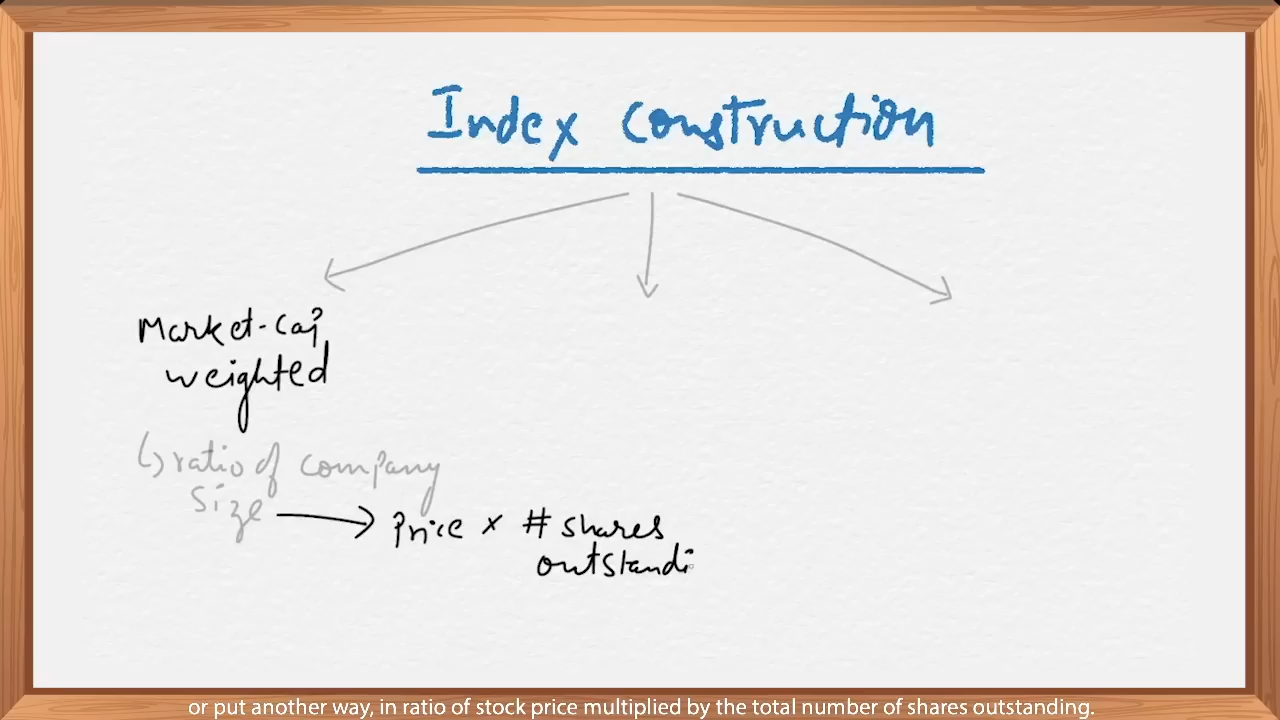 Index Construction
Market-Cap
weighted
↳ ratio of company
size → Price × # shares
outstandi
or put another way, in ratio of stock price multiplied by the total number of shares outstanding.